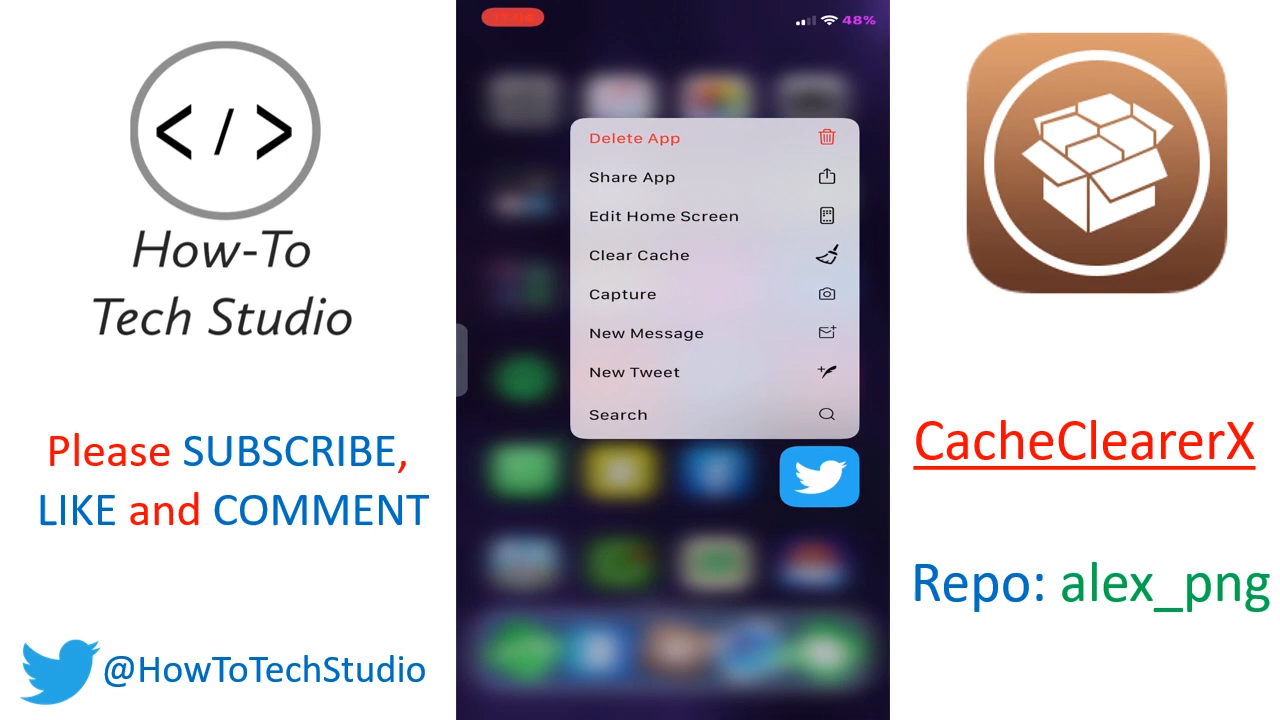 < / >
How-To
Tech Studio
Please SUBSCRIBE,
LIKE and COMMENT
@HowToTechStudio
48%
Delete App
Share App
Edit Home Screen
Clear Cache
Capture
New Message
New Tweet
Search
CacheClearerX
Repo: alex_png